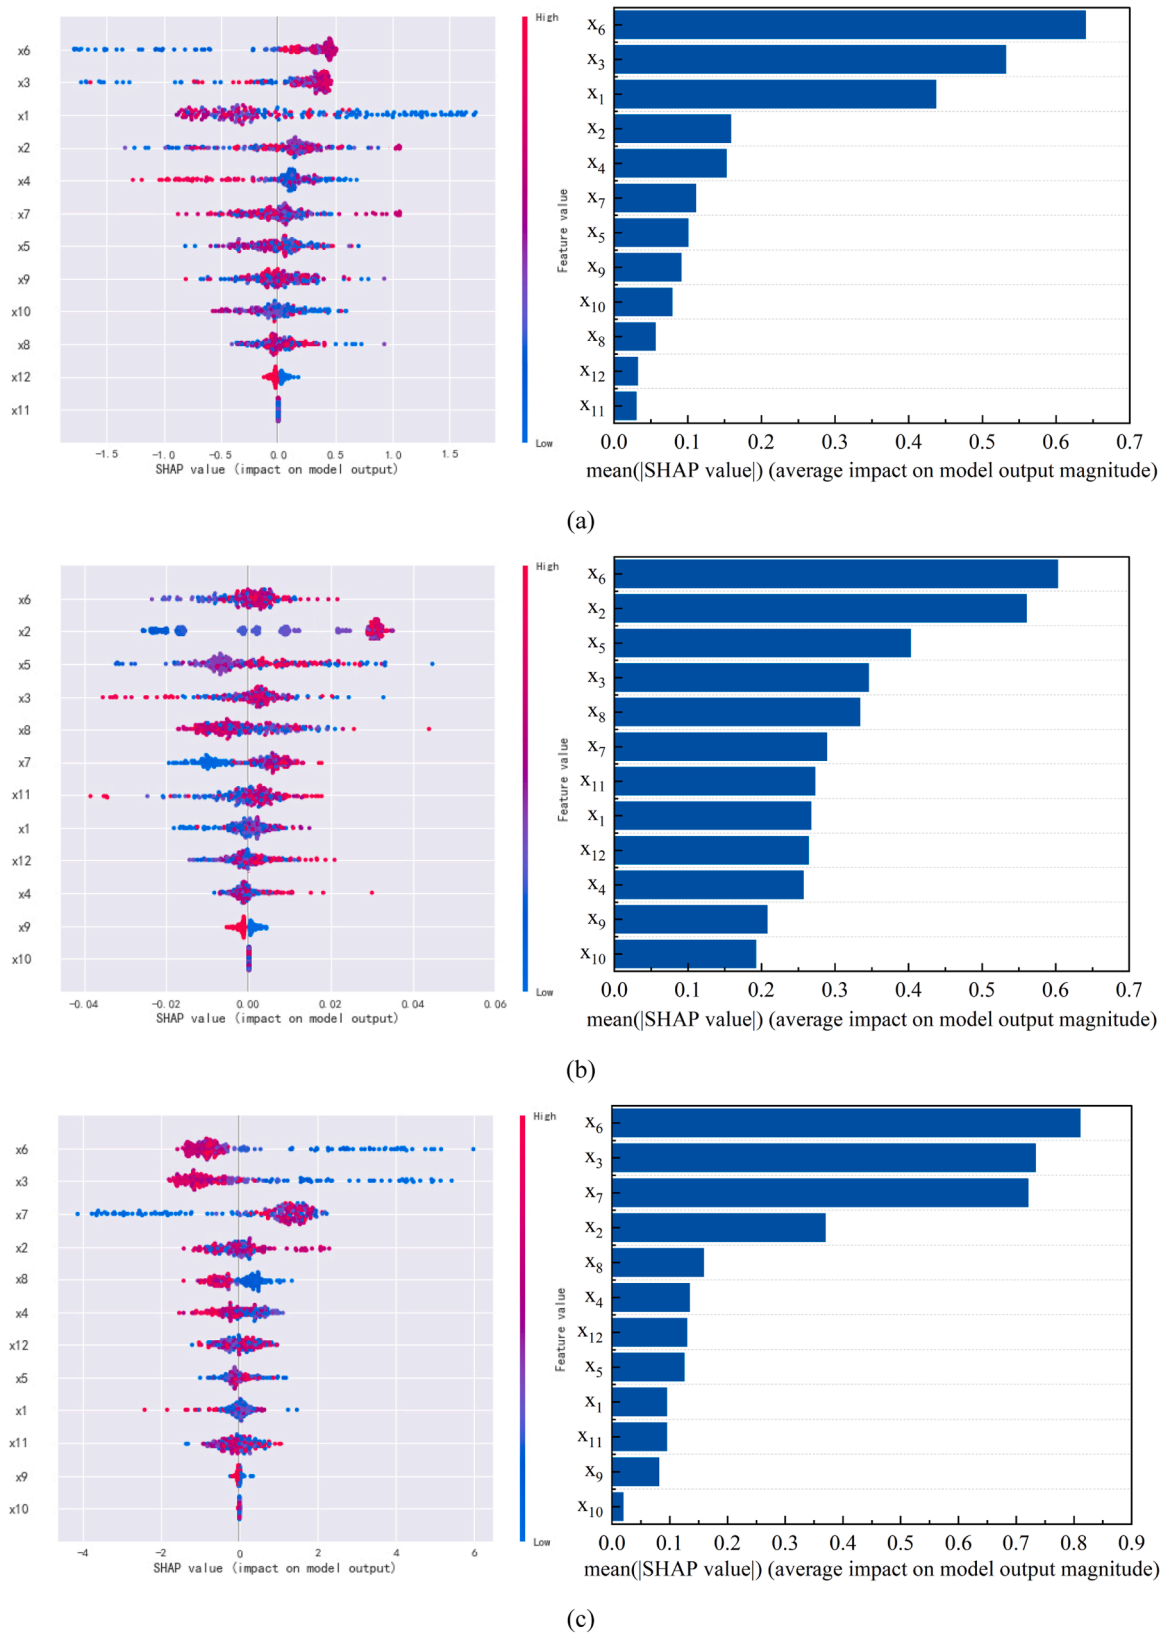 High
x6
x3
x1
x2
x4
x7
x5
x9
x10
x8
x12
x11
Low
-1.5 -1.0 -0.5 0.0 0.5 1.0 1.5
SHAP value (impact on model output)
x6
x3
x1
x2
x4
x7
x5
x9
x10
x8
x12
x11
Feature value
0.0 0.1 0.2 0.3 0.4 0.5 0.6 0.7
mean(|SHAP value|) (average impact on model output magnitude)
(a)
High
x6
x2
x5
x3
x8
x7
x11
x1
x12
x4
x9
x10
Low
-0.04 -0.02 0.00 0.02 0.04 0.06
SHAP value (impact on model output)
x6
x2
x5
x3
x8
x7
x11
x1
x12
x4
x9
x10
Feature value
0.0 0.1 0.2 0.3 0.4 0.5 0.6 0.7
mean(|SHAP value|) (average impact on model output magnitude)
(b)
High
x6
x3
x7
x2
x8
x4
x12
x5
x1
x11
x9
x10
Low
-4 -2 0 2 4 6
SHAP value (impact on model output)
x6
x3
x7
x2
x8
x4
x12
x5
x1
x11
x9
x10
Feature value
0.0 0.1 0.2 0.3 0.4 0.5 0.6 0.7 0.8 0.9
mean(|SHAP value|) (average impact on model output magnitude)
(c)